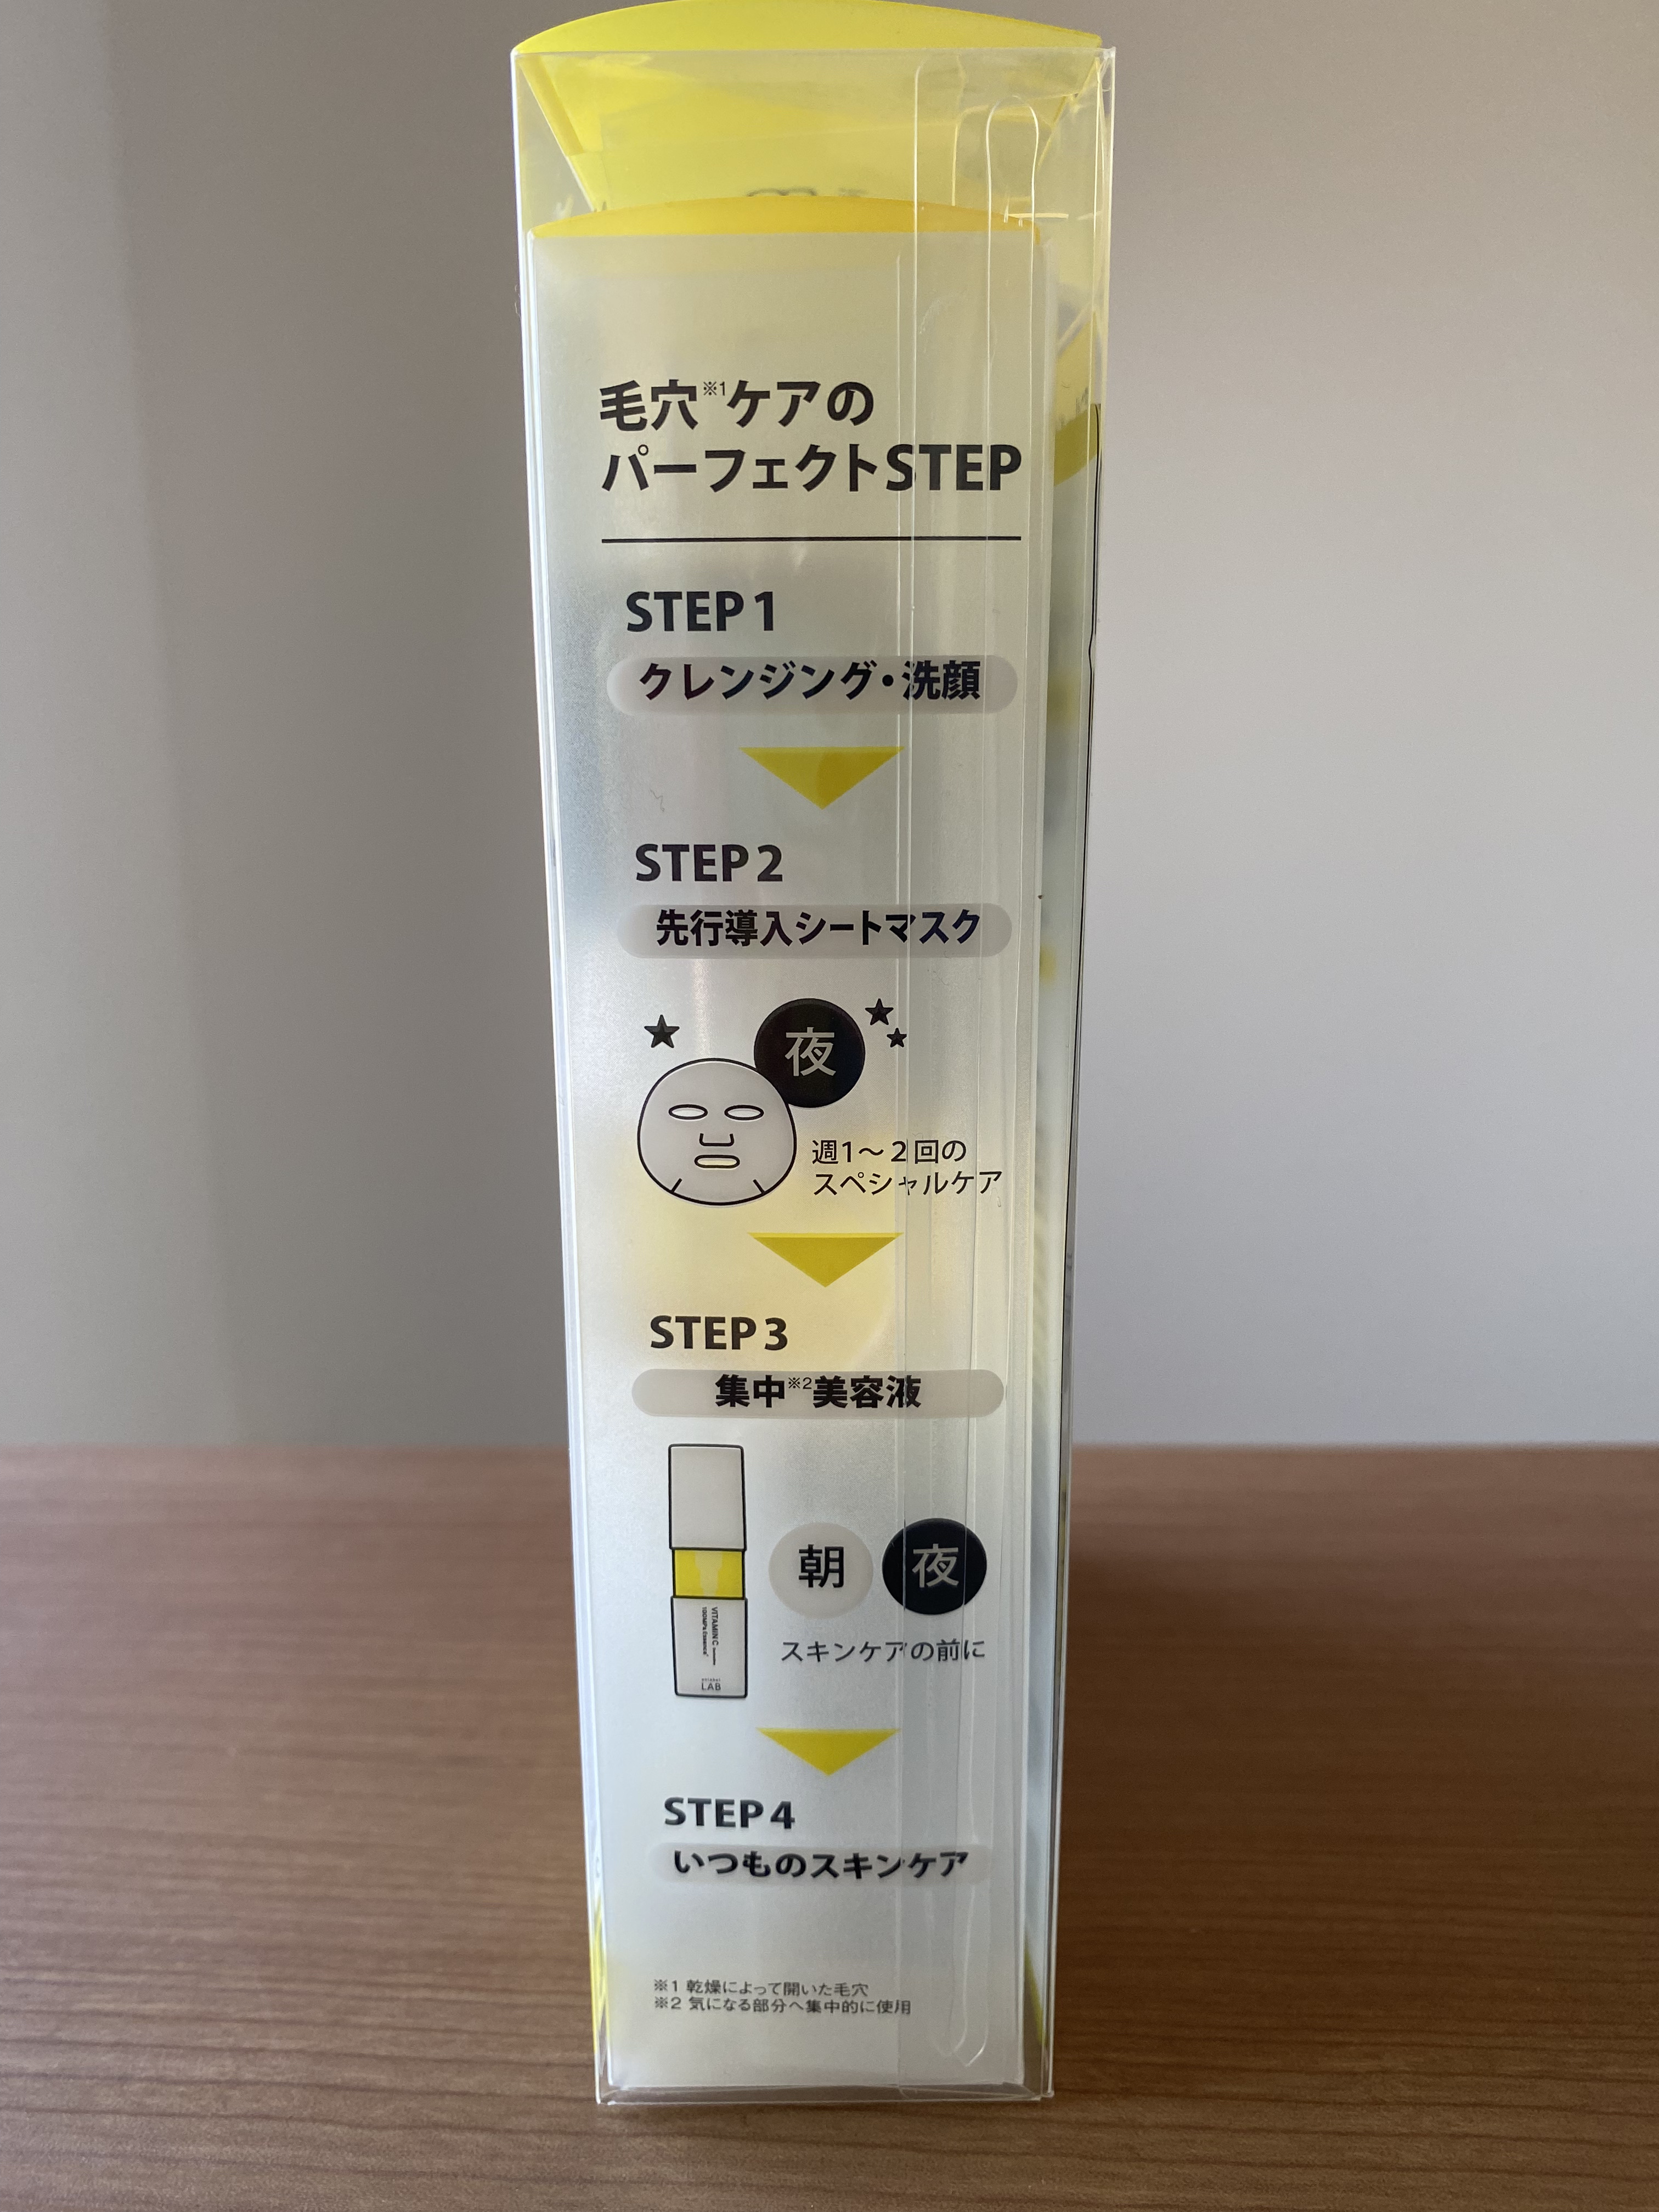 毛穴※1ケアの
パーフェクトSTEP
STEP1
クレンジング・洗顔
STEP2
先行導入シートマスク
夜
週1～2回の
スペシャルケア
STEP3
集中※2美容液
朝 夜
スキンケアの前に
VITAMIN C
LAB
STEP4
いつものスキンケア
※1 乾燥によって開いた毛穴
※2 気になる部分へ集中的に使用